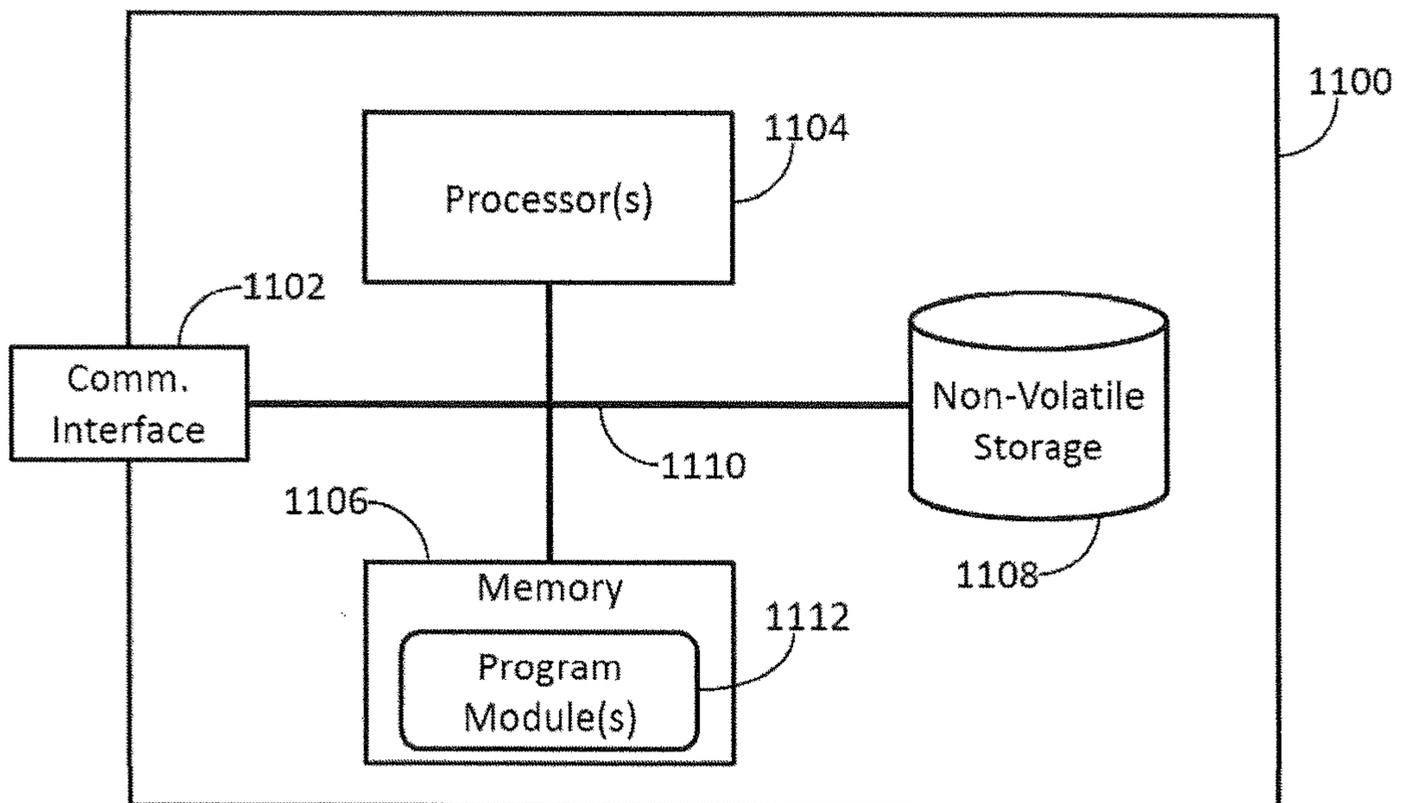 1100
1104
Processor(s)
1102
Comm.
Interface
Non-Volatile
Storage
1110
1106
1108
Memory
1112
Program
Module(s)